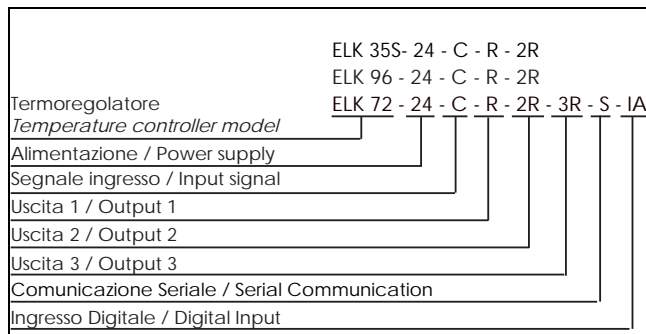 ELK 35S- 24 - C - R - 2R
ELK 96 - 24 - C - R - 2R
Termoregolatore ELK 72 - 24 - C - R - 2R - 3R - S - IA
Temperature controller model
Alimentazione / Power supply
Segnale ingresso / Input signal
Uscita 1 / Output 1
Uscita 2 / Output 2
Uscita 3 / Output 3
Comunicazione Seriale / Serial Communication
Ingresso Digitale / Digital Input